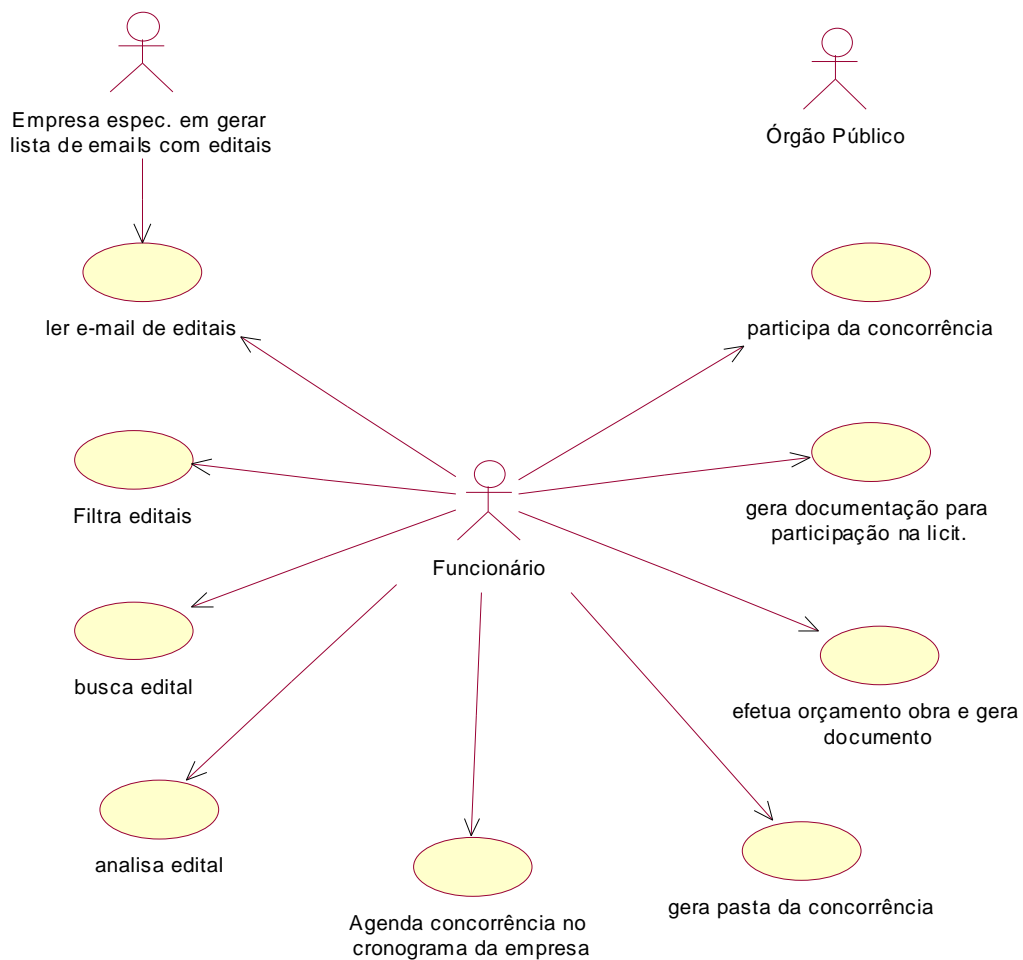 Empresa espec. em gerar
lista de emails com editais
Órgão Público
ler e-mail de editais
participa da concorrência
Filtra editais
gera documentação para
participação na licit.
Funcionário
busca edital
efetua orçamento obra e gera
documento
analisa edital
Agenda concorrência no
cronograma da empresa
gera pasta da concorrência